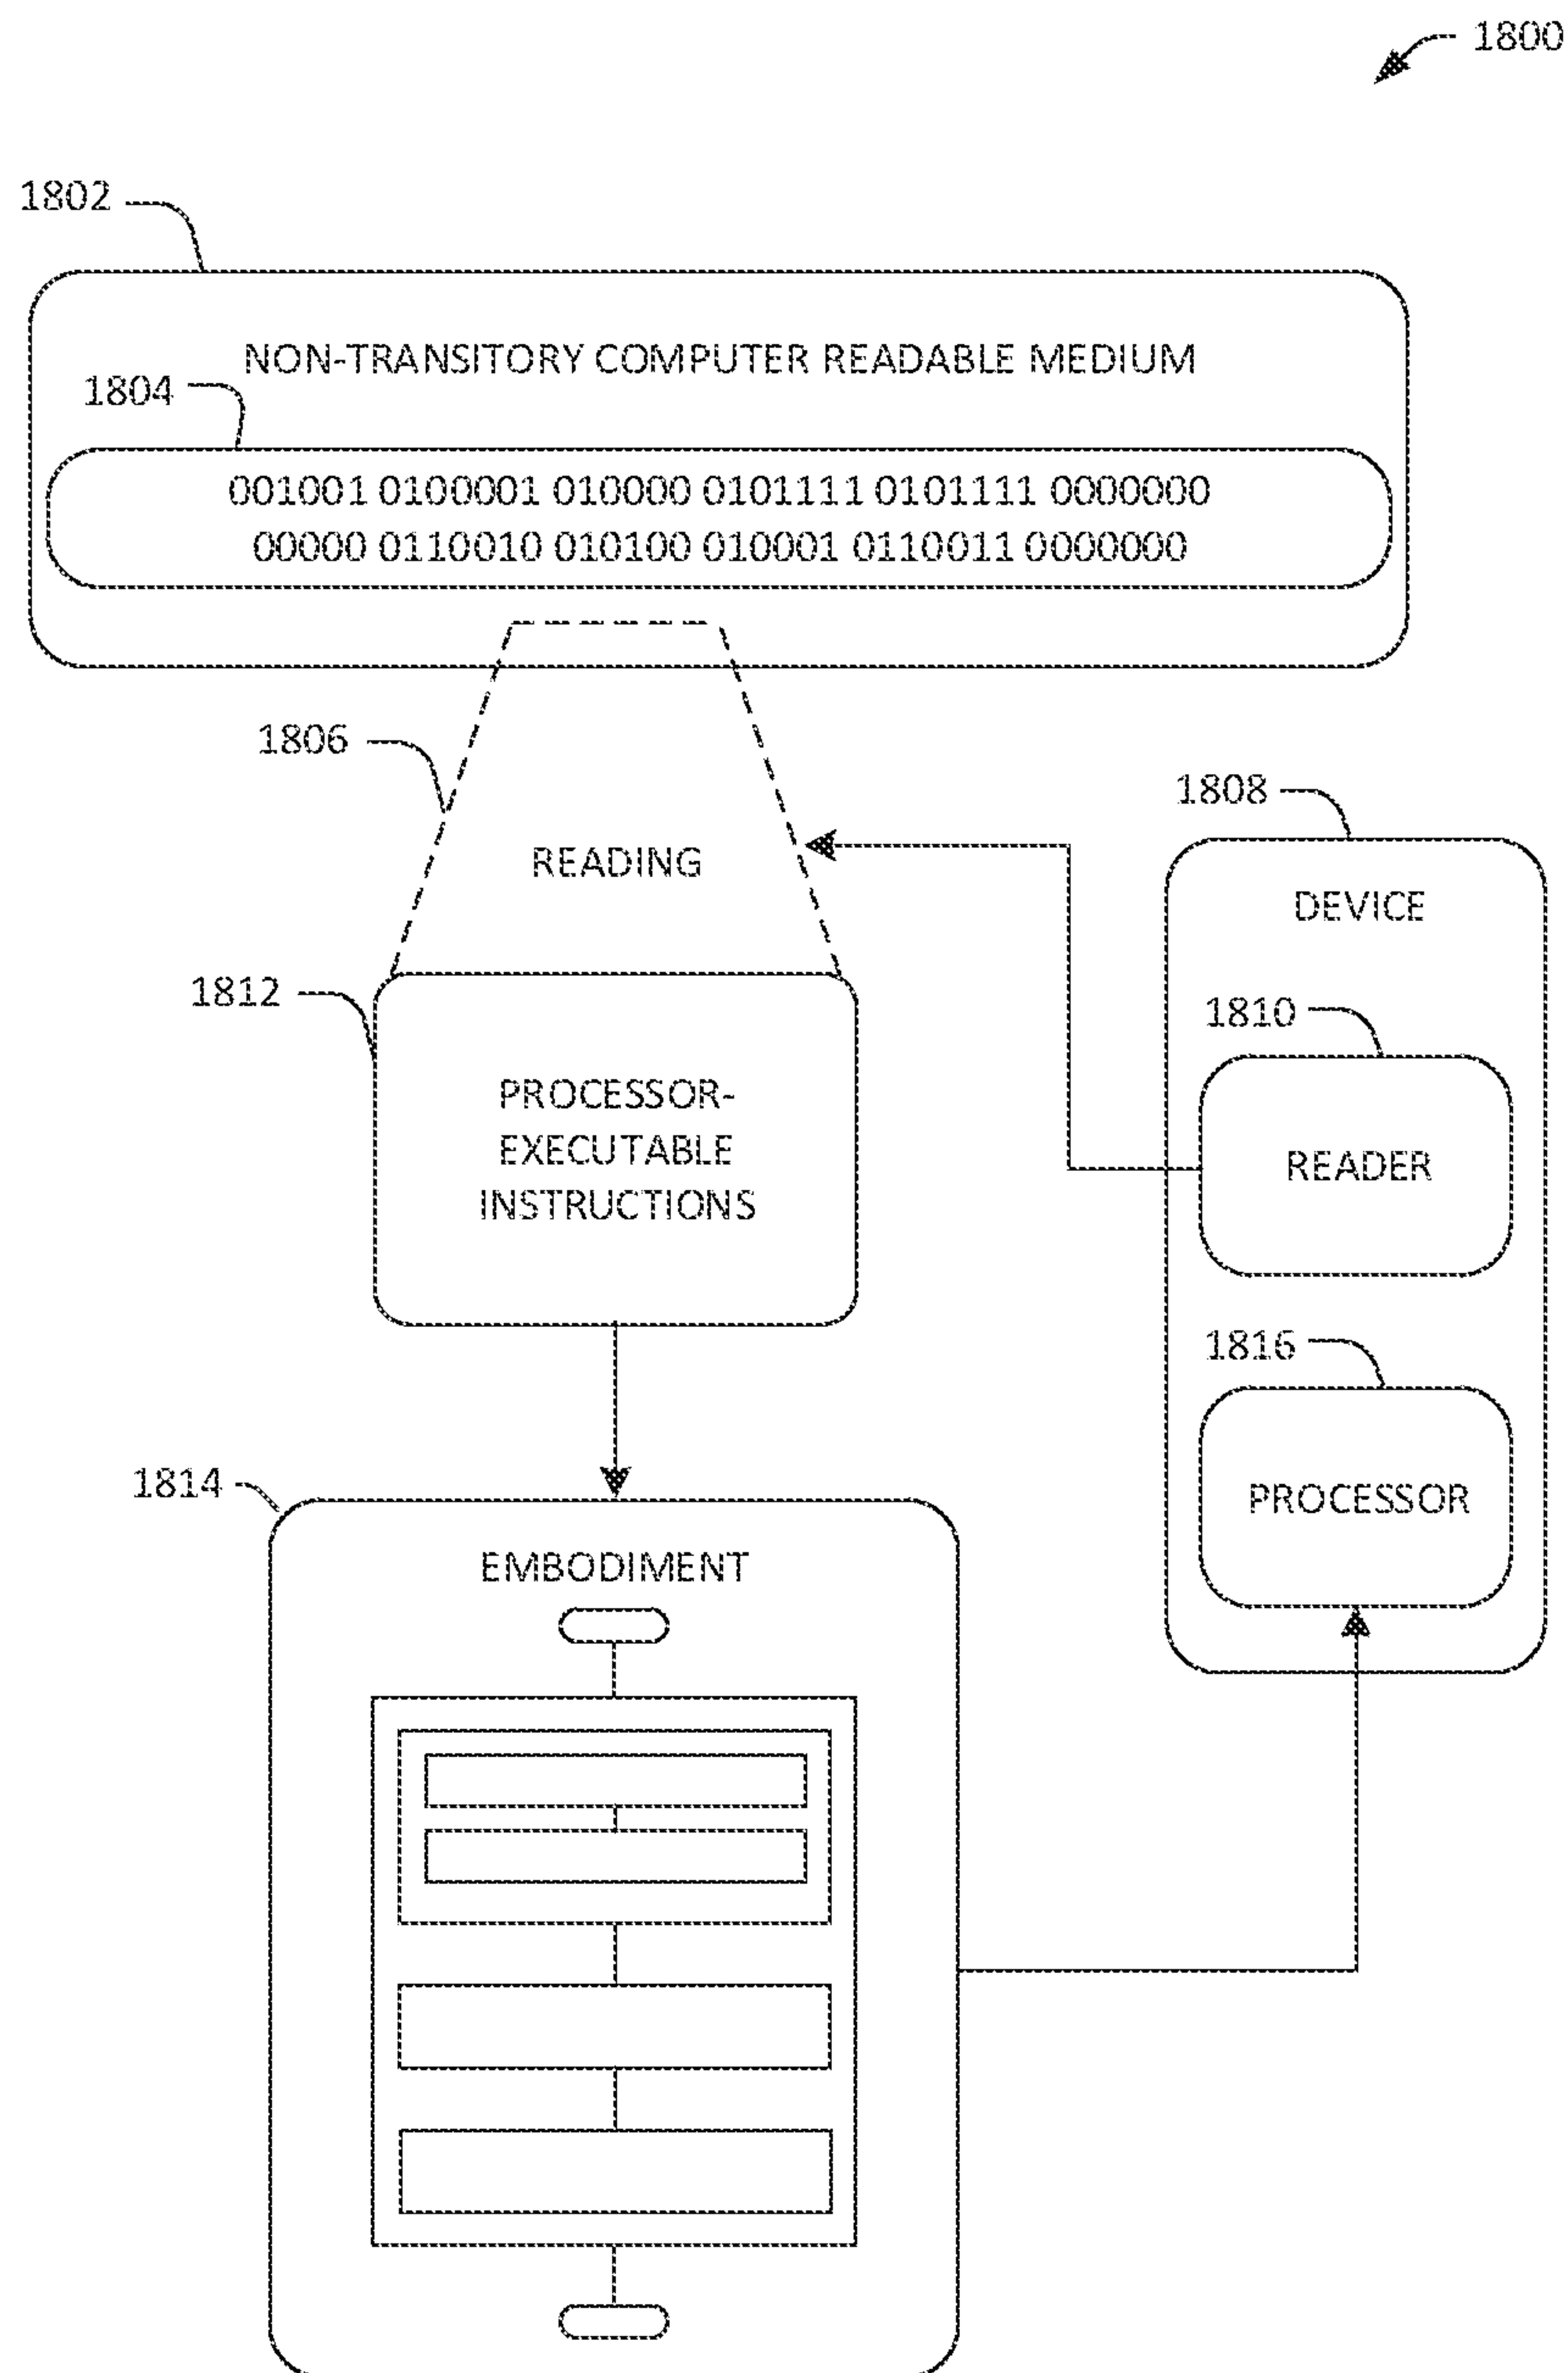 1800
1802
NON-TRANSITORY COMPUTER READABLE MEDIUM
1804
001001 0100001 010000 0101111 0101111 0000000
00000 0110010 010100 010001 0110011 0000000
1806
READING
1808
DEVICE
1812
1810
PROCESSOR-
EXECUTABLE
INSTRUCTIONS
READER
1816
PROCESSOR
1814
EMBODIMENT